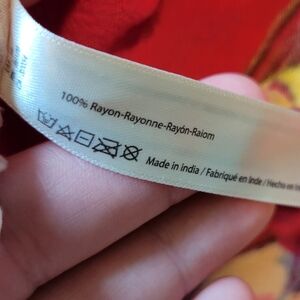 100% Rayon-Rayonne-Rayón-Raiom
Made in india / Fabriqué en Inde / Hecho en